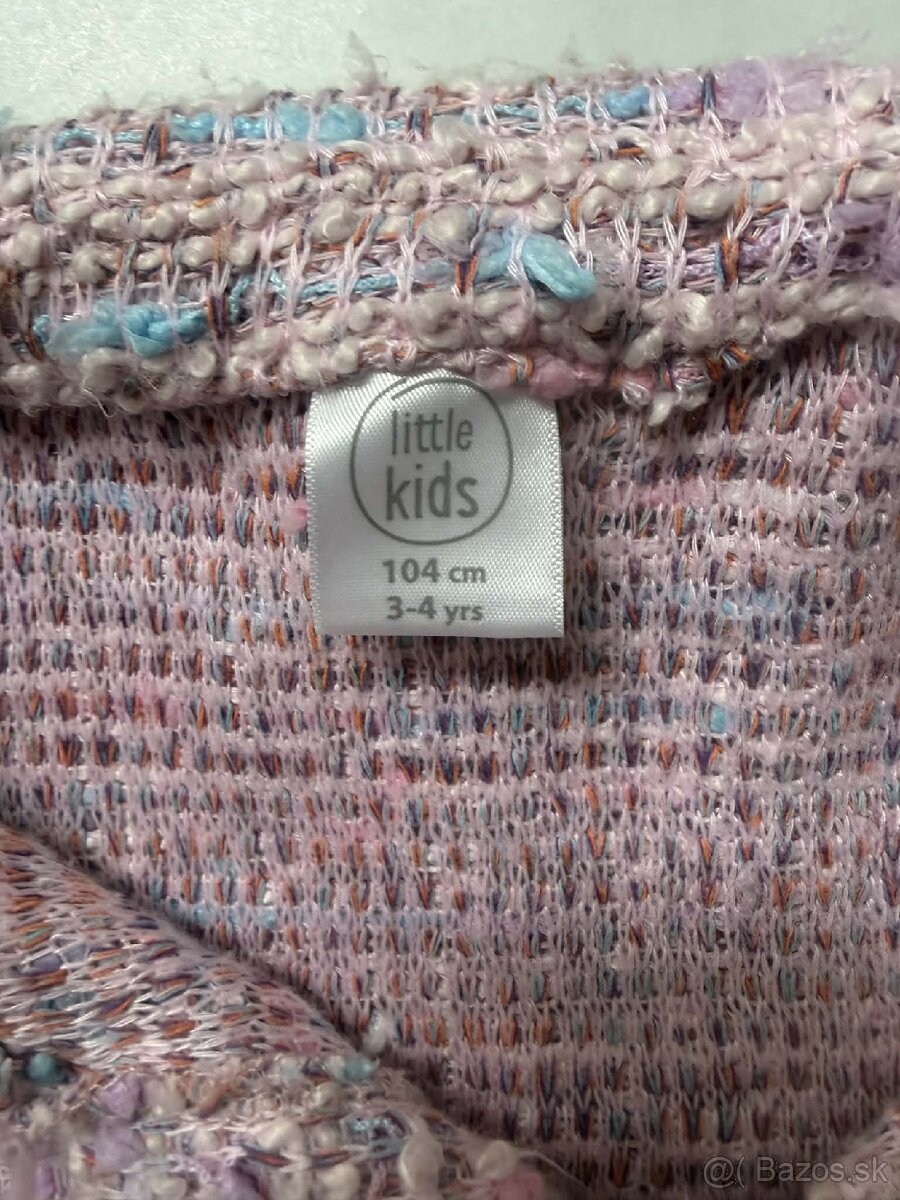 little
kids
104 cm
3-4 yrs
@( Bazos.sk